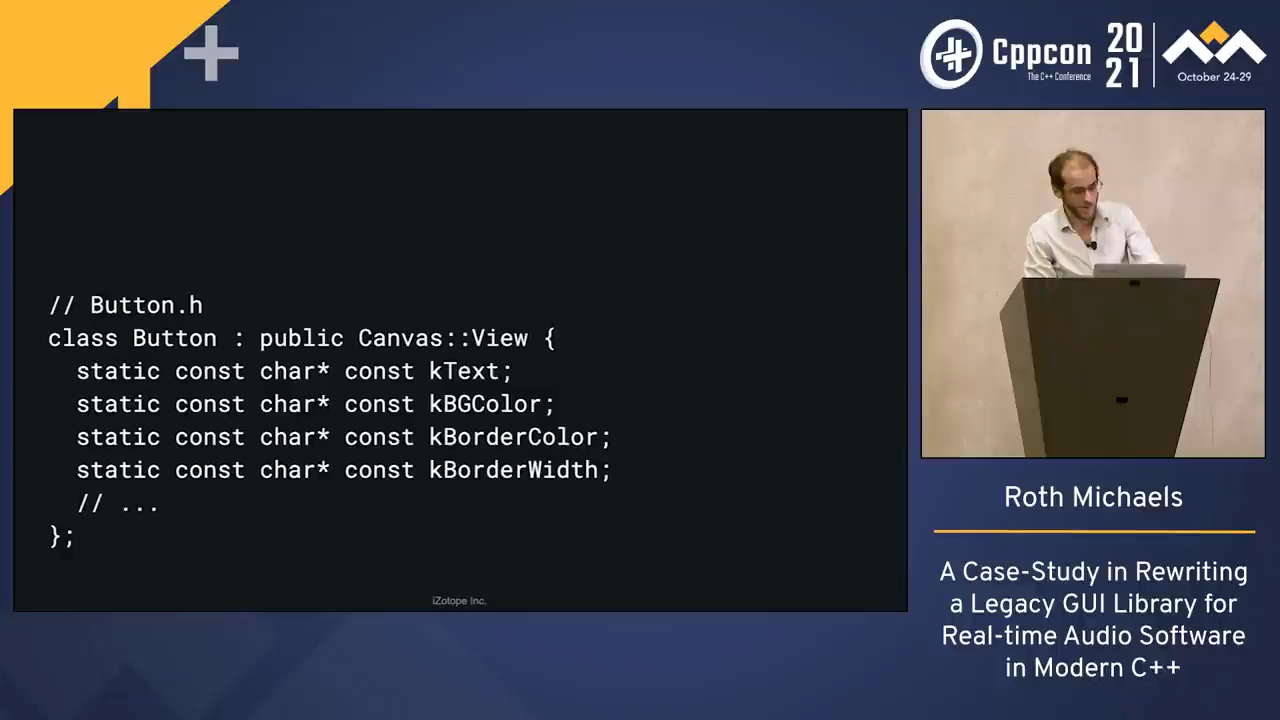 Cppcon
The C++ Conference
20
21
October 24-29
// Button.h
class Button : public Canvas::View {
  static const char* const kText;
  static const char* const kBGColor;
  static const char* const kBorderColor;
  static const char* const kBorderWidth;
  // ...
};
iZotope Inc.
Roth Michaels
A Case-Study in Rewriting
a Legacy GUI Library for
Real-time Audio Software
in Modern C++